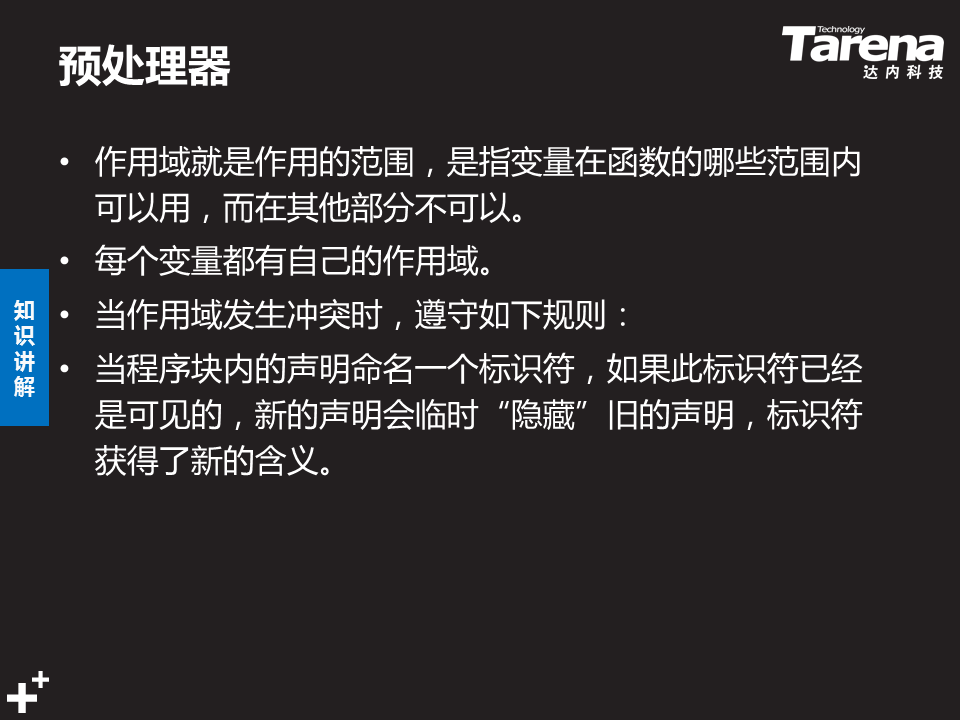 预处理器
Technology
Tarena
达内科技
• 作用域就是作用的范围，是指变量在函数的哪些范围内
可以用，而在其他部分不可以。
• 每个变量都有自己的作用域。
• 当作用域发生冲突时，遵守如下规则：
• 当程序块内的声明命名一个标识符，如果此标识符已经
是可见的，新的声明会临时“隐藏”旧的声明，标识符
获得了新的含义。
知
识
讲
解